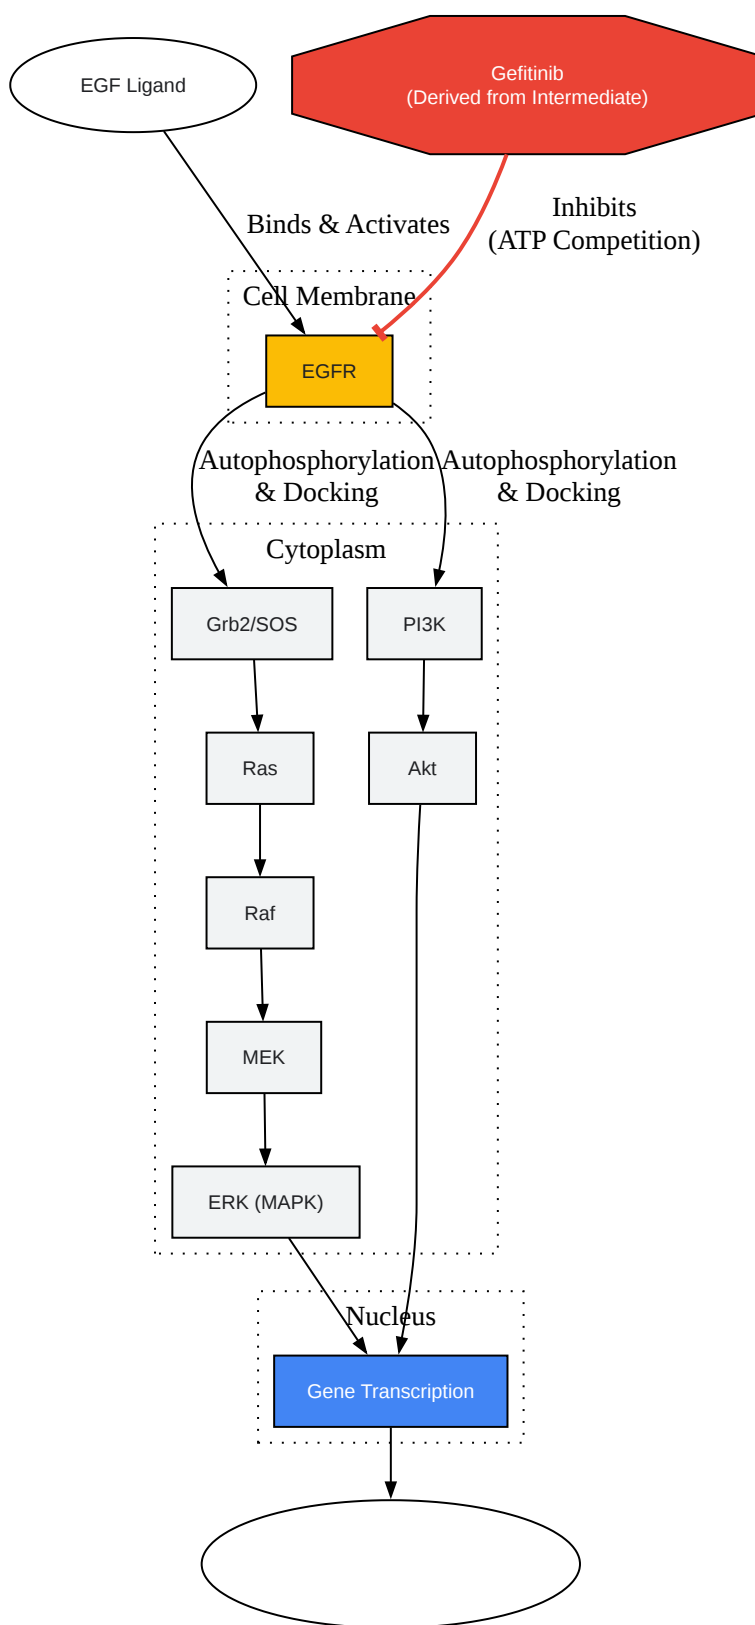 EGF Ligand
Gefitinib
(Derived from Intermediate)
Binds & Activates
Inhibits
(ATP Competition)
Cell Membrane
EGFR
Autophosphorylation
& Docking
Autophosphorylation
& Docking
Cytoplasm
Grb2/SOS
PI3K
Ras
Akt
Raf
MEK
ERK (MAPK)
Nucleus
Gene Transcription